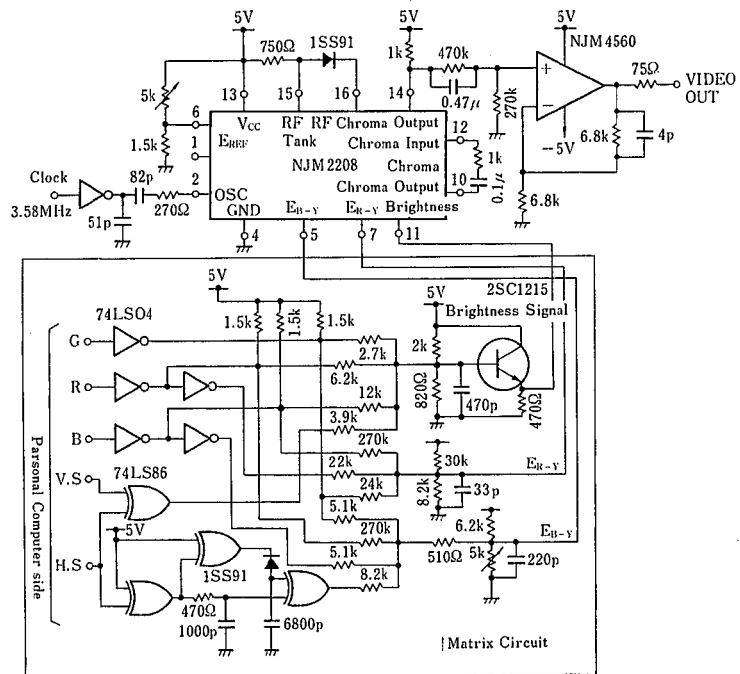 5V
5V
5V
750Ω
1SS91
1k
470k
NJM4560
75Ω
VIDEO
OUT
5k
13
15
16
14
0.47μ
270k
6.8k
4p
-5V
6
VCC
RF
RF
Chroma Output
12
1.5k
1
EREF
Tank
Chroma Input
1k
NJM2208
Chroma
Clock
82p
2
Chroma Output
10
0.1μ
3.58MHz
OSC
270Ω
51p
GND
EB-Y
ER-Y
Brightness
6.8k
4
5
7
11
5V
2SC1215
74LS04
5V
Brightness Signal
1.5k
1.5k
1.5k
G
2.7k
2k
R
6.2k
12k
820Ω
470p
470Ω
B
3.9k
270k
Parsonal Computer side
V.S
74LS86
22k
30k
ER-Y
24k
8.2k
33p
5.1k
5V
270k
6.2k
EB-Y
H.S
1SS91
5.1k
510Ω
5k
220p
8.2k
470Ω
1000p
6800p
Matrix Circuit